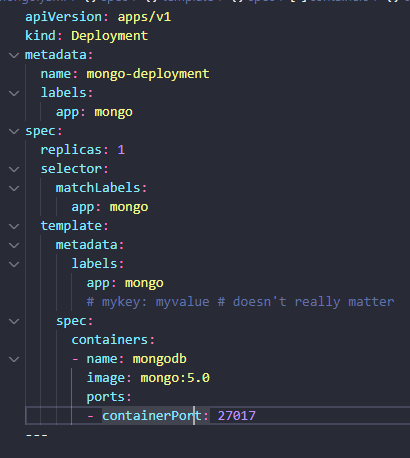 apiVersion: apps/v1
kind: Deployment
metadata:
  name: mongo-deployment
  labels:
    app: mongo
spec:
  replicas: 1
  selector:
    matchLabels:
      app: mongo
  template:
    metadata:
      labels:
        app: mongo
        # mykey: myvalue # doesn't really matter
    spec:
      containers:
      - name: mongodb
        image: mongo:5.0
        ports:
        - containerPort: 27017
---